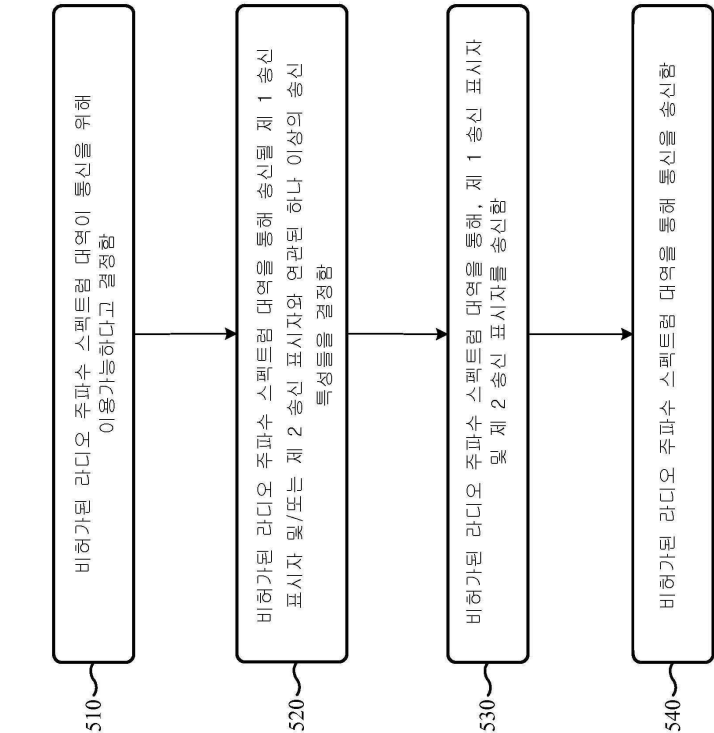 510
비허가된 라디오 주파수 스펙트럼 대역이 통신을 위해
이용가능하다고 결정함
520
비허가된 라디오 주파수 스펙트럼 대역을 통해 송신될 제 1 송신
표시자 및/또는 제 2 송신 표시자와 연관된 하나 이상의 송신
특성들을 결정함
530
비허가된 라디오 주파수 스펙트럼 대역을 통해, 제 1 송신 표시자
및 제 2 송신 표시자를 송신함
540
비허가된 라디오 주파수 스펙트럼 대역을 통해 통신을 송신함